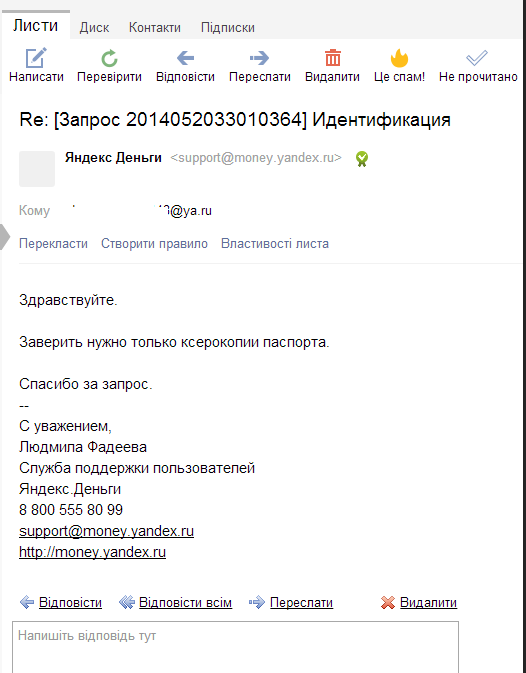 Листи Диск Контакти Підписки
Написати Перевірити Відповісти Переслати Видалити Це спам! Не прочитано
Re: [Запрос 2014052033010364] Идентификация
Яндекс Деньги <support@money.yandex.ru>
Кому @ya.ru
Перекласти Створити правило Властивості листа
Здравствуйте.
Заверить нужно только ксерокопии паспорта.
Спасибо за запрос.
--
С уважением,
Людмила Фадеева
Служба поддержки пользователей
Яндекс.Деньги
8 800 555 80 99
support@money.yandex.ru
http://money.yandex.ru
Відповісти Відповісти всім Переслати Видалити
Напишіть відповідь тут